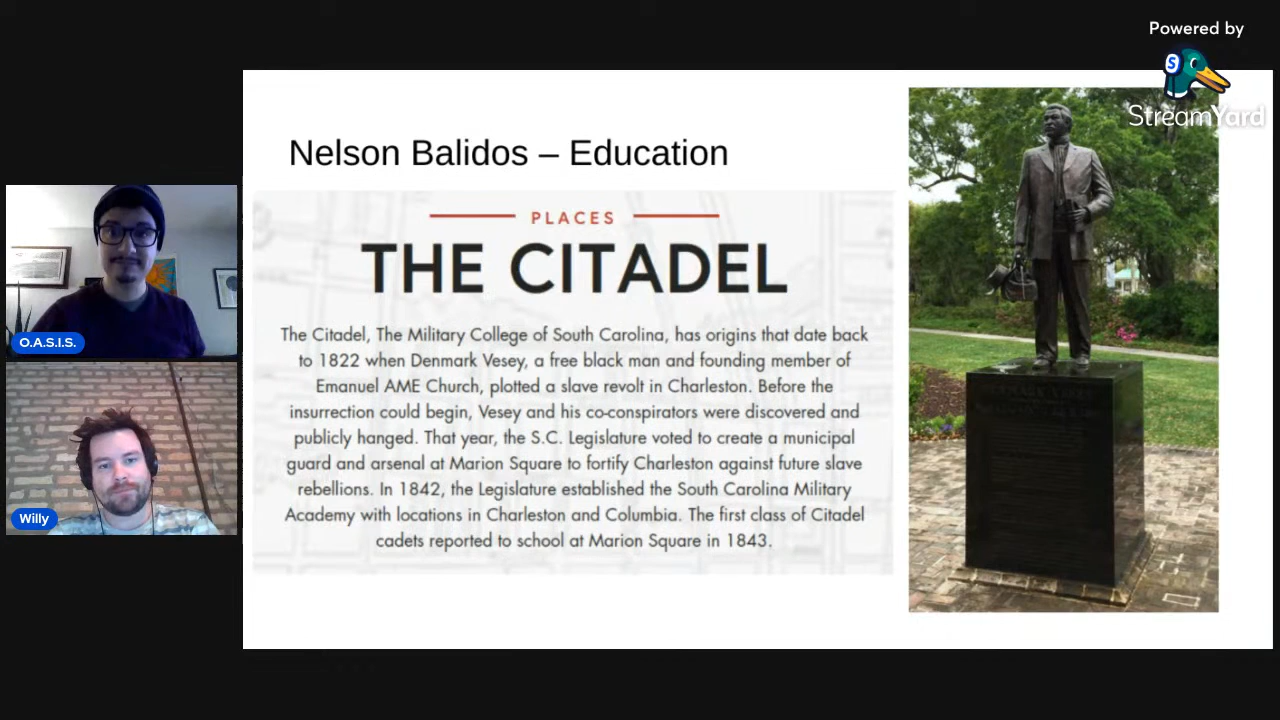 Powered by
StreamYard
Nelson Balidos – Education
PLACES
THE CITADEL
The Citadel, The Military College of South Carolina, has origins that date back
to 1822 when Denmark Vesey, a free black man and founding member of
Emanuel AME Church, plotted a slave revolt in Charleston. Before the
insurrection could begin, Vesey and his co-conspirators were discovered and
publicly hanged. That year, the S.C. Legislature voted to create a municipal
guard and arsenal at Marion Square to fortify Charleston against future slave
rebellions. In 1842, the Legislature established the South Carolina Military
Academy with locations in Charleston and Columbia. The first class of Citadel
cadets reported to school at Marion Square in 1843.
O.A.S.I.S.
Willy